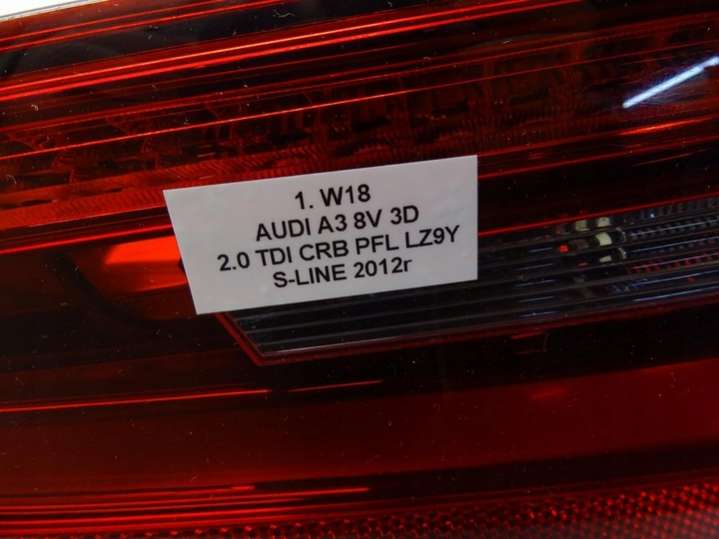 1. W18
AUDI A3 8V 3D
2.0 TDI CRB PFL LZ9Y
S-LINE 2012r